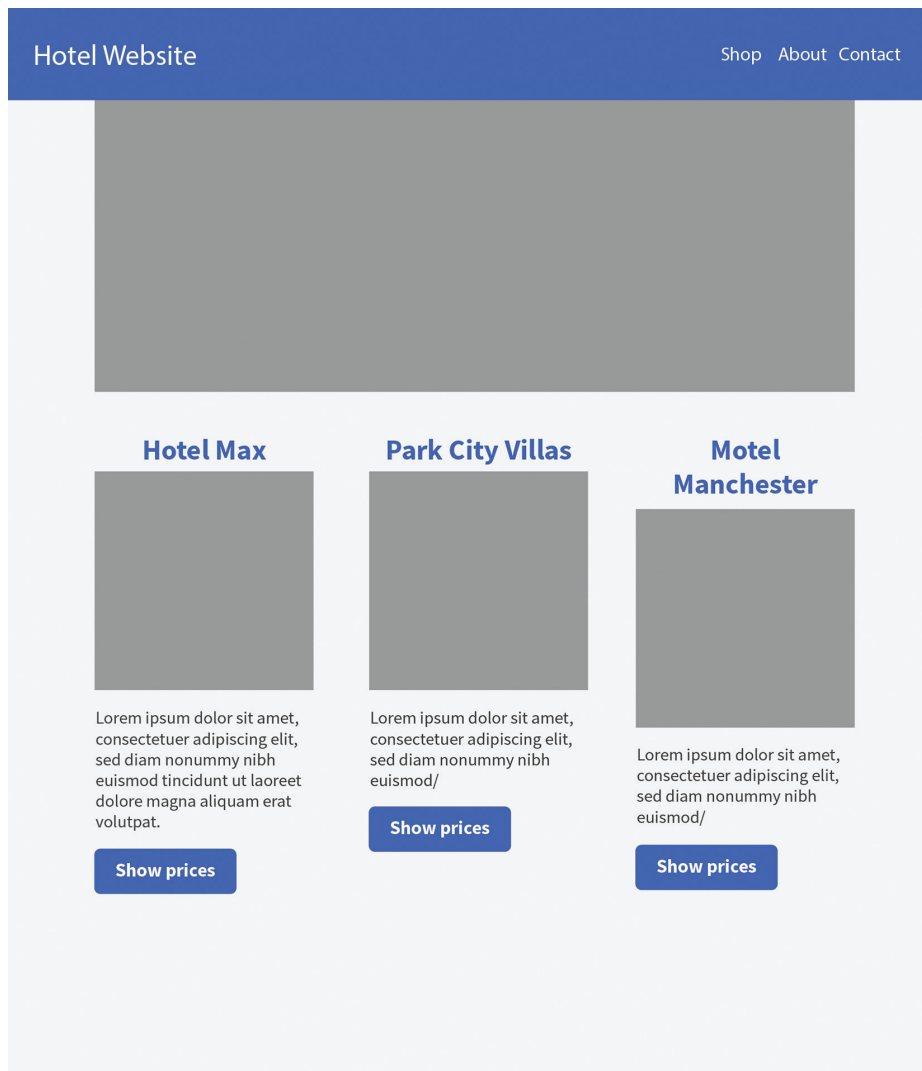 Hotel Website
Shop About Contact
Hotel Max
Park City Villas
Motel
Manchester
Lorem ipsum dolor sit amet,
consectetuer adipiscing elit,
sed diam nonummy nibh
euismod tincidunt ut laoreet
dolore magna aliquam erat
volutpat.
Show prices
Lorem ipsum dolor sit amet,
consectetuer adipiscing elit,
sed diam nonummy nibh
euismod/
Show prices
Lorem ipsum dolor sit amet,
consectetuer adipiscing elit,
sed diam nonummy nibh
euismod/
Show prices